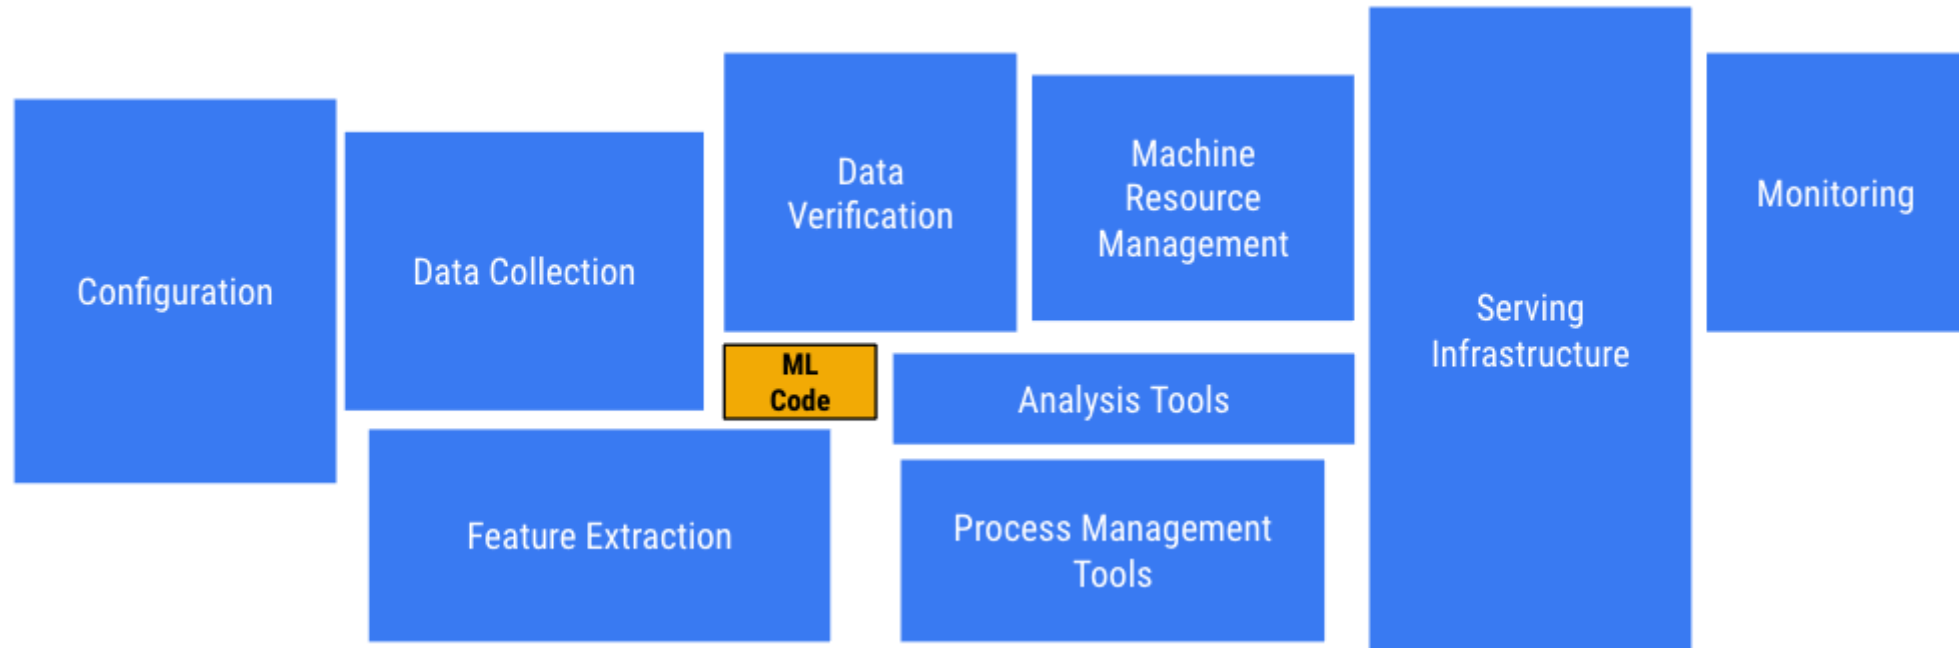 Configuration
Data Collection
Feature Extraction
Data
Verification
ML
Code
Machine
Resource
Management
Analysis Tools
Process Management
Tools
Serving
Infrastructure
Monitoring